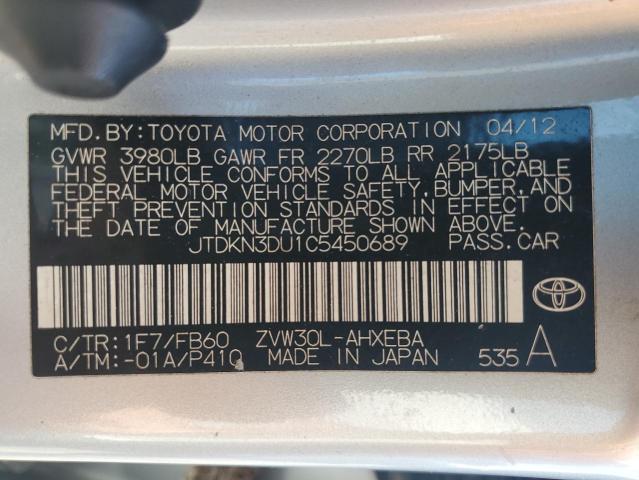 MFD.BY:TOYOTA MOTOR CORPORATION 04/12
GVWR 3980LB GAWR FR 2270LB RR 2175LB
THIS VEHICLE CONFORMS TO ALL APPLICABLE
FEDERAL MOTOR VEHICLE SAFETY,BUMPER,AND
THEFT PREVENTION STANDARDS IN EFFECT ON
THE DATE OF MANUFACTURE SHOWN ABOVE.
JTDKN3DU1C5450689 PASS.CAR
C/TR:1F7/FB60 ZVW30L-AHXEBA
A/TM:-01A/P410 MADE IN JAPAN 535 A